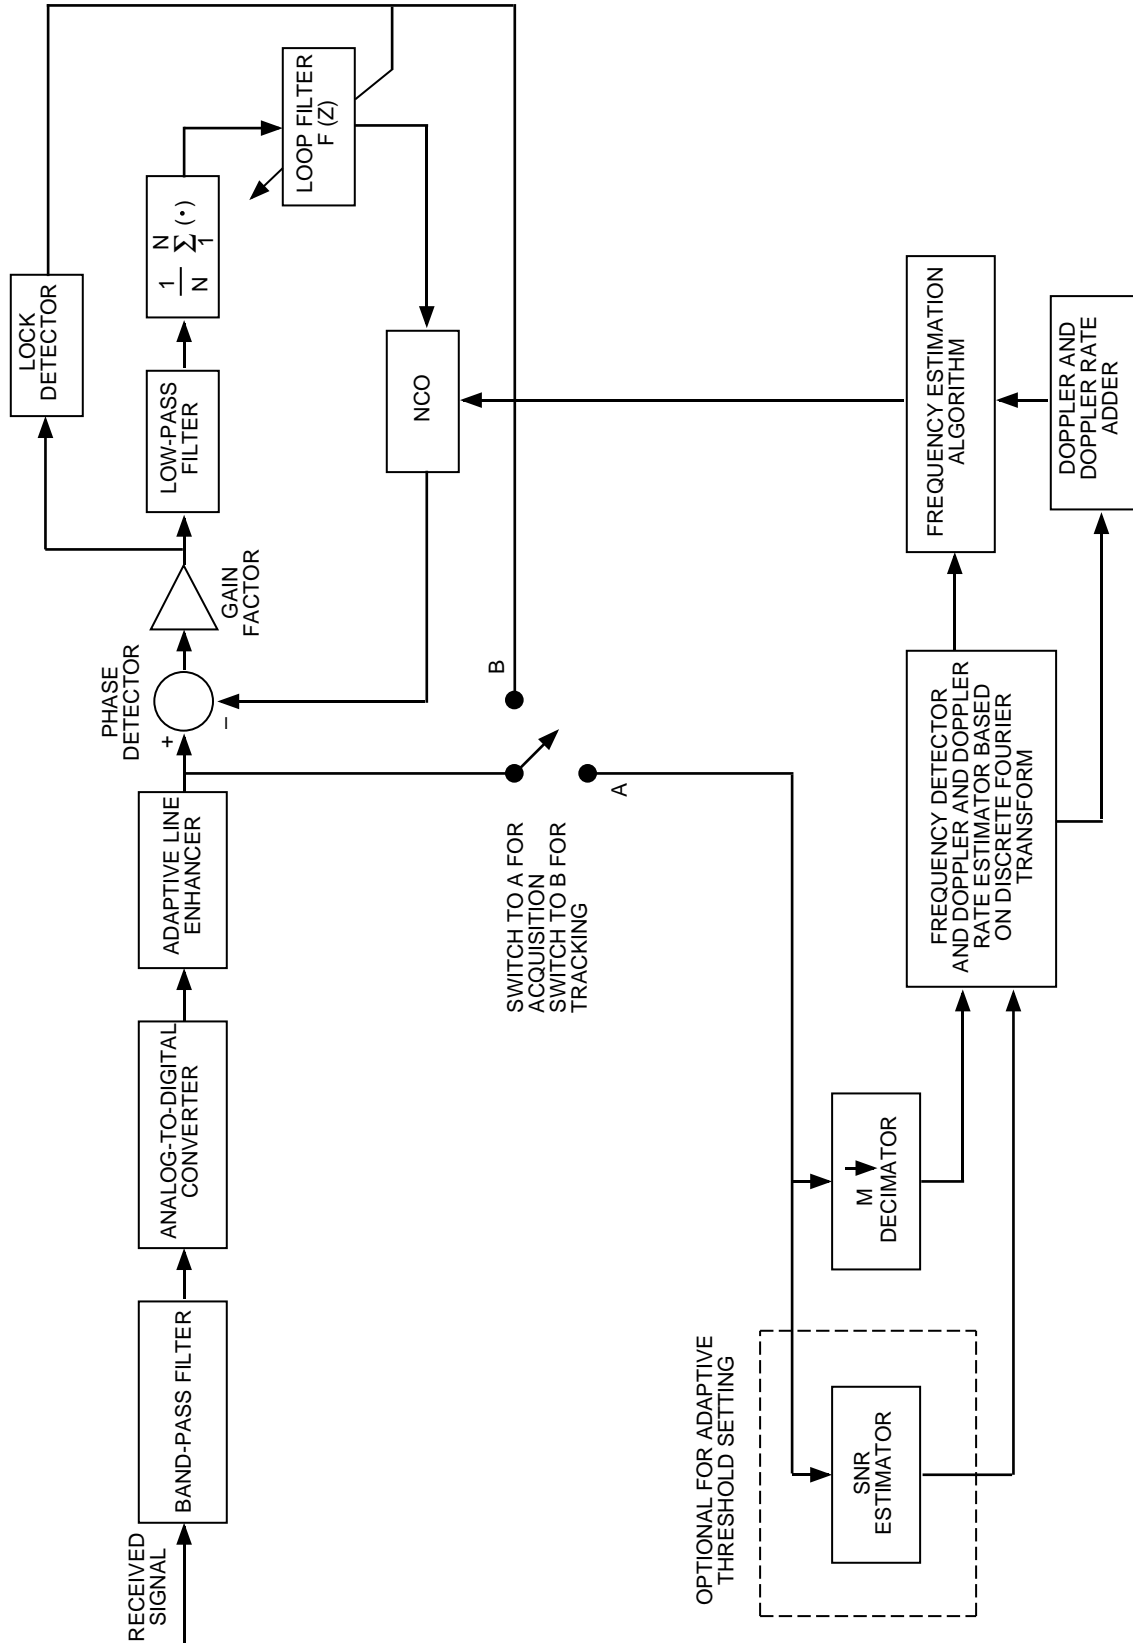 RECEIVED
SIGNAL
BAND-PASS FILTER
ANALOG-TO-DIGITAL
CONVERTER
ADAPTIVE LINE
ENHANCER
PHASE
DETECTOR
+
–
GAIN
FACTOR
LOW-PASS
FILTER
LOCK
DETECTOR
1
N
N
Σ (•)
1
LOOP FILTER
F (Z)
NCO
B
A
SWITCH TO A FOR
ACQUISITION
SWITCH TO B FOR
TRACKING
OPTIONAL FOR ADAPTIVE
THRESHOLD SETTING
SNR
ESTIMATOR
M
DECIMATOR
FREQUENCY DETECTOR
AND DOPPLER AND DOPPLER
RATE ESTIMATOR BASED
ON DISCRETE FOURIER
TRANSFORM
FREQUENCY ESTIMATION
ALGORITHM
DOPPLER AND
DOPPLER RATE
ADDER